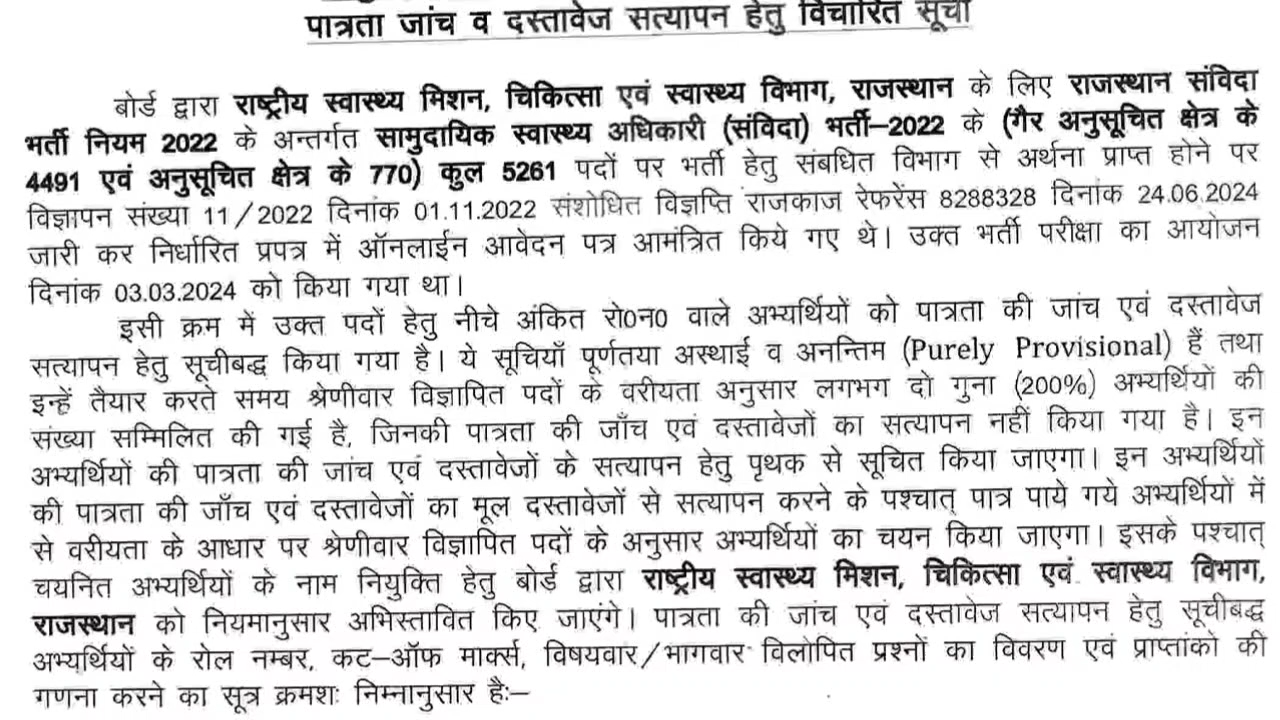 पात्रता जांच व दस्तावेज सत्यापन हेतु विचारित सूची
बोर्ड द्वारा राष्ट्रीय स्वास्थ्य मिशन, चिकित्सा एवं स्वास्थ्य विभाग, राजस्थान के लिए राजस्थान संविदा
भर्ती नियम 2022 के अन्तर्गत सामुदायिक स्वास्थ्य अधिकारी (संविदा) भर्ती–2022 के (गैर अनुसूचित क्षेत्र के
4491 एवं अनुसूचित क्षेत्र के 770) कुल 5261 पदों पर भर्ती हेतु संबधित विभाग से अर्थना प्राप्त होने पर
विज्ञापन संख्या 11/2022 दिनांक 01.11.2022 संशोधित विज्ञप्ति राजकाज रेफरेंस 8288328 दिनांक 24.06.2024
जारी कर निर्धारित प्रपत्र में ऑनलाईन आवेदन पत्र आमंत्रित किये गए थे। उक्त भर्ती परीक्षा का आयोजन
दिनांक 03.03.2024 को किया गया था।
इसी क्रम में उक्त पदों हेतु नीचे अंकित रो0न0 वाले अभ्यर्थियों को पात्रता की जांच एवं दस्तावेज
सत्यापन हेतु सूचीबद्ध किया गया है। ये सूचियाँ पूर्णतया अस्थाई व अनन्तिम (Purely Provisional) हैं तथा
इन्हें तैयार करते समय श्रेणीवार विज्ञापित पदों के वरीयता अनुसार लगभग दो गुना (200%) अभ्यर्थियों की
संख्या सम्मिलित की गई है, जिनकी पात्रता की जाँच एवं दस्तावेजों का सत्यापन नहीं किया गया है। इन
अभ्यर्थियों की पात्रता की जांच एवं दस्तावेजों के सत्यापन हेतु पृथक से सूचित किया जाएगा। इन अभ्यर्थियों
की पात्रता की जाँच एवं दस्तावेजों का मूल दस्तावेजों से सत्यापन करने के पश्चात् पात्र पाये गये अभ्यर्थियों में
से वरीयता के आधार पर श्रेणीवार विज्ञापित पदों के अनुसार अभ्यर्थियों का चयन किया जाएगा। इसके पश्चात्
चयनित अभ्यर्थियों के नाम नियुक्ति हेतु बोर्ड द्वारा राष्ट्रीय स्वास्थ्य मिशन, चिकित्सा एवं स्वास्थ्य विभाग,
राजस्थान को नियमानुसार अभिस्तावित किए जाएंगे। पात्रता की जांच एवं दस्तावेज सत्यापन हेतु सूचीबद्ध
अभ्यर्थियों के रोल नम्बर, कट–ऑफ मार्क्स, विषयवार/भागवार विलोपित प्रश्नों का विवरण एवं प्राप्तांको की
गणना करने का सूत्र क्रमशः निम्नानुसार है:–